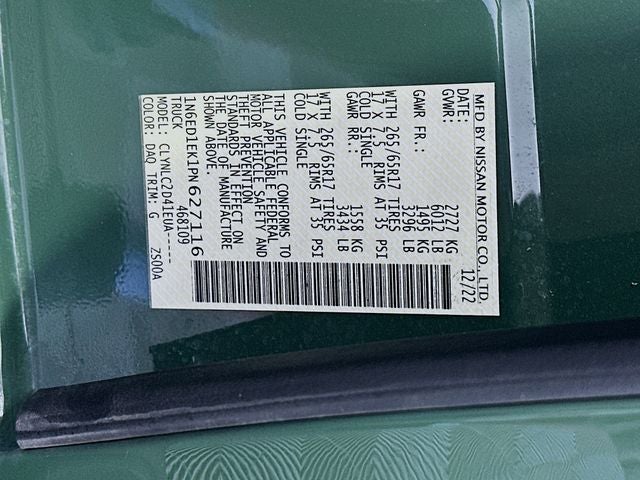 MFD BY NISSAN MOTOR CO., LTD.
DATE: 12/22
GVWR: 2727 KG
6012 LB
GAWR FR.: 1495 KG
3296 LB
WITH 265/65R17 TIRES
17 X 7.5 RIMS AT 35 PSI
COLD SINGLE
GAWR RR.: 1558 KG
3434 LB
WITH 265/65R17 TIRES
17 X 7.5 RIMS AT 35 PSI
COLD SINGLE
THIS VEHICLE CONFORMS TO
ALL APPLICABLE FEDERAL
MOTOR VEHICLE SAFETY AND
THEFT PREVENTION
STANDARDS IN EFFECT ON
THE DATE OF MANUFACTURE
SHOWN ABOVE.
1N6ED1EK1PN627116
TRUCK 468109
MODEL: CLYNLC2D41EUA-----
COLOR: DAQ TRIM: G ZS00A